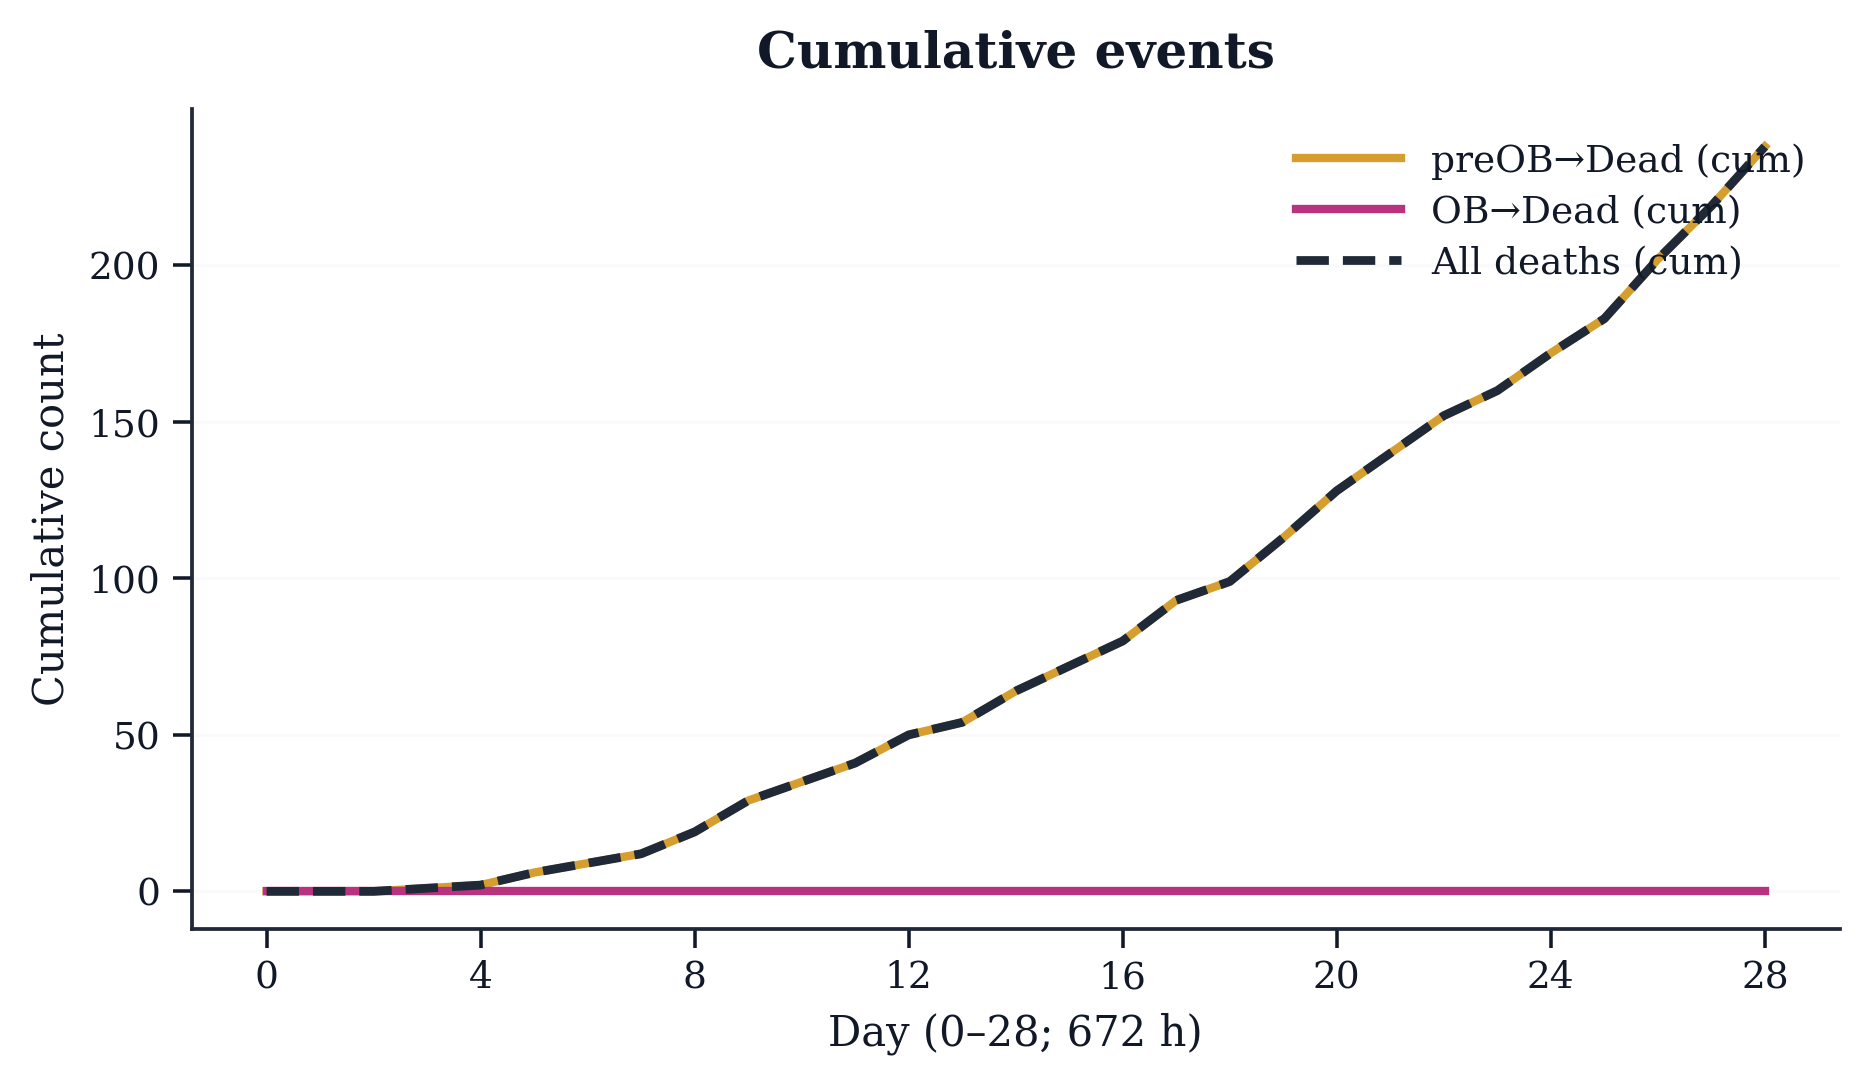 Cumulative events
preOB→Dead (cum)
OB→Dead (cum)
All deaths (cum)
Cumulative count
200
150
100
50
0
0 4 8 12 16 20 24 28
Day (0–28; 672 h)